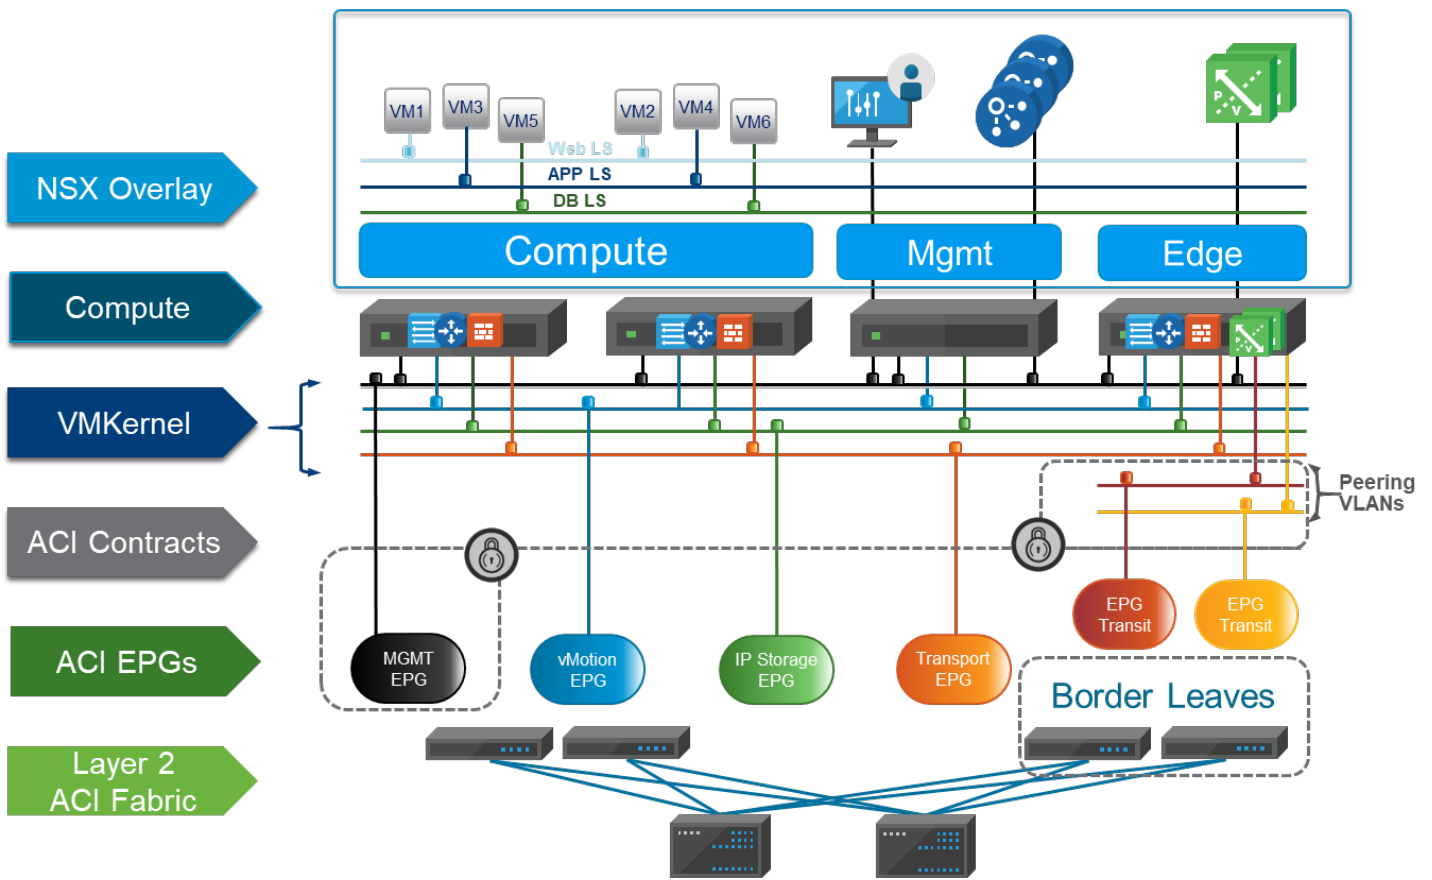 VM1
VM3
VM5
VM2
VM4
VM6
P
V
Web LS
APP LS
DB LS
NSX Overlay
Compute
Mgmt
Edge
Compute
P
V
VMKernel
Peering
VLANs
ACI Contracts
EPG
Transit
EPG
Transit
ACI EPGs
MGMT
EPG
vMotion
EPG
IP Storage
EPG
Transport
EPG
Border Leaves
Layer 2
ACI Fabric